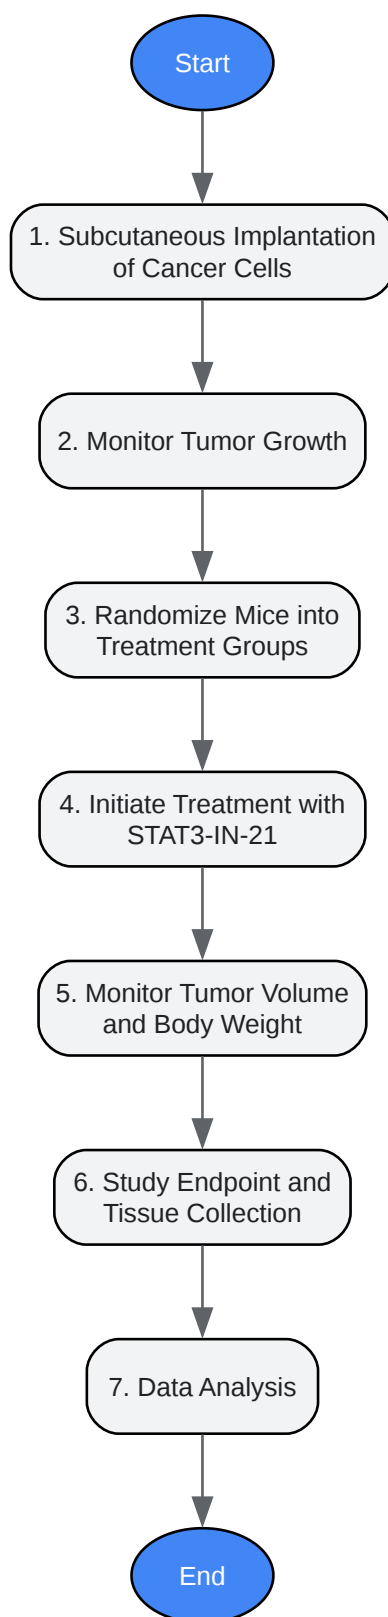 Start
1. Subcutaneous Implantation
of Cancer Cells
2. Monitor Tumor Growth
3. Randomize Mice into
Treatment Groups
4. Initiate Treatment with
STAT3-IN-21
5. Monitor Tumor Volume
and Body Weight
6. Study Endpoint and
Tissue Collection
7. Data Analysis
End